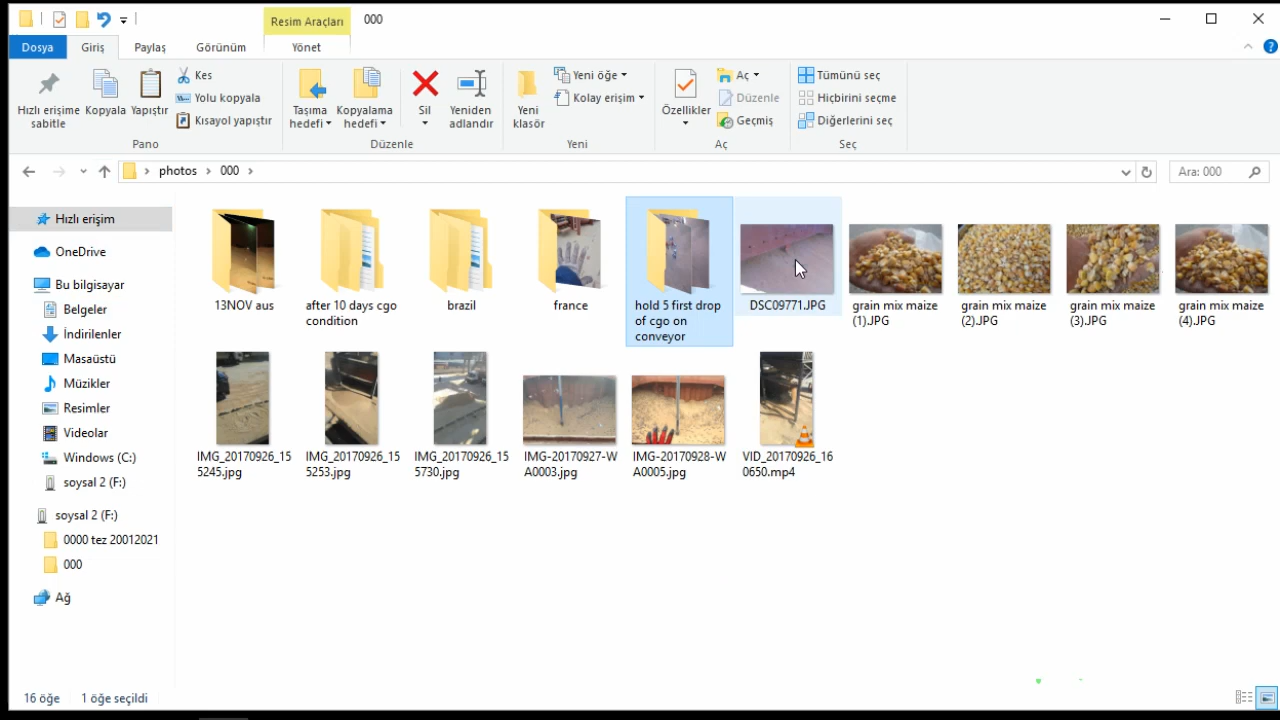 Resim Araçları
000
Dosya
Giriş
Paylaş
Görünüm
Yönet
Hızlı erişime
sabitle
Kopyala
Yapıştır
Kes
Yolu kopyala
Kısayol yapıştır
Pano
Taşıma
hedefi
Kopyalama
hedefi
Sil
Yeniden
adlandır
Düzenle
Yeni
klasör
Yeni öğe
Kolay erişim
Yeni
Özellikler
Aç
Düzenle
Geçmiş
Aç
Tümünü seç
Hiçbirini seçme
Diğerlerini seç
Seç
photos > 000 >
Ara: 000
Hızlı erişim
OneDrive
Bu bilgisayar
Belgeler
İndirilenler
Masaüstü
Müzikler
Resimler
Videolar
Windows (C:)
soysal 2 (F:)
soysal 2 (F:)
0000 tez 20012021
000
Ağ
13NOV aus
after 10 days cgo
condition
brazil
france
hold 5 first drop
of cgo on
conveyor
DSC09771.JPG
grain mix maize
(1).JPG
grain mix maize
(2).JPG
grain mix maize
(3).JPG
grain mix maize
(4).JPG
IMG_20170926_15
5245.jpg
IMG_20170926_15
5253.jpg
IMG_20170926_15
5730.jpg
IMG-20170927-W
A0003.jpg
IMG-20170928-W
A0005.jpg
VID_20170926_16
0650.mp4
16 öğe
1 öğe seçildi